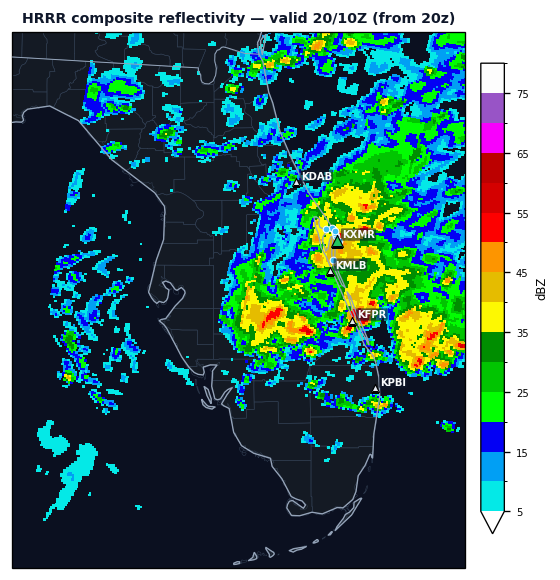 HRRR composite reflectivity — valid 20/10Z (from 20z)
KDAB
KXMR
KMLB
KFPR
KPBI
75
65
55
45
35
25
15
5
dBZ